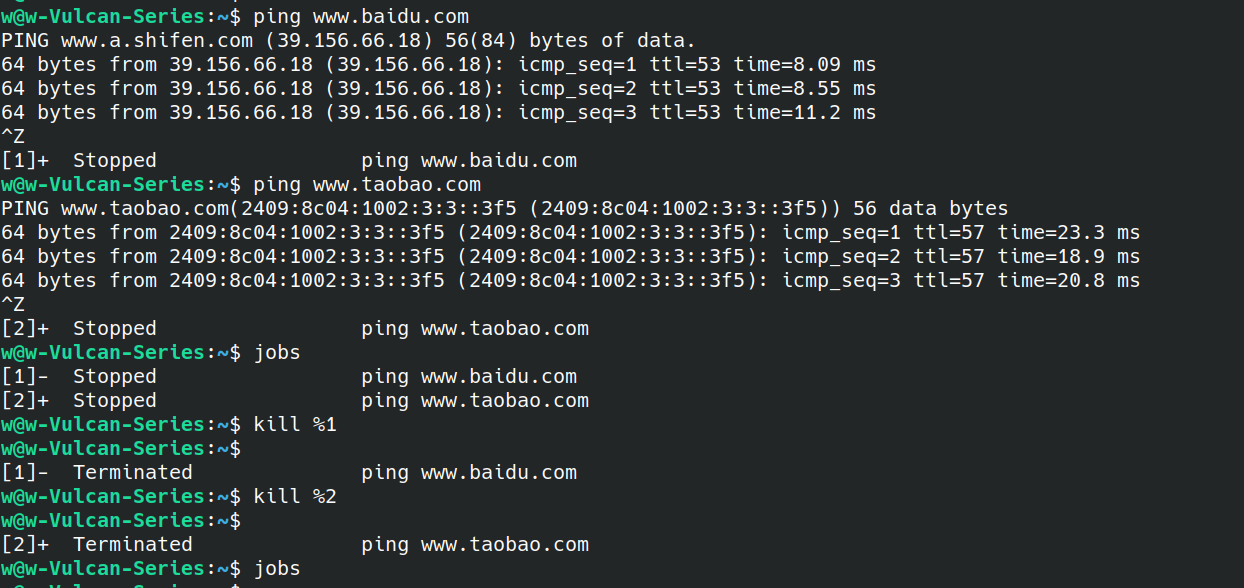 w@w-Vulcan-Series:~$ ping www.baidu.com
PING www.a.shifen.com (39.156.66.18) 56(84) bytes of data.
64 bytes from 39.156.66.18 (39.156.66.18): icmp_seq=1 ttl=53 time=8.09 ms
64 bytes from 39.156.66.18 (39.156.66.18): icmp_seq=2 ttl=53 time=8.55 ms
64 bytes from 39.156.66.18 (39.156.66.18): icmp_seq=3 ttl=53 time=11.2 ms
^Z
[1]+  Stopped                 ping www.baidu.com
w@w-Vulcan-Series:~$ ping www.taobao.com
PING www.taobao.com(2409:8c04:1002:3:3::3f5 (2409:8c04:1002:3:3::3f5)) 56 data bytes
64 bytes from 2409:8c04:1002:3:3::3f5 (2409:8c04:1002:3:3::3f5): icmp_seq=1 ttl=57 time=23.3 ms
64 bytes from 2409:8c04:1002:3:3::3f5 (2409:8c04:1002:3:3::3f5): icmp_seq=2 ttl=57 time=18.9 ms
64 bytes from 2409:8c04:1002:3:3::3f5 (2409:8c04:1002:3:3::3f5): icmp_seq=3 ttl=57 time=20.8 ms
^Z
[2]+  Stopped                 ping www.taobao.com
w@w-Vulcan-Series:~$ jobs
[1]-  Stopped                 ping www.baidu.com
[2]+  Stopped                 ping www.taobao.com
w@w-Vulcan-Series:~$ kill %1
w@w-Vulcan-Series:~$
[1]-  Terminated              ping www.baidu.com
w@w-Vulcan-Series:~$ kill %2
w@w-Vulcan-Series:~$
[2]+  Terminated              ping www.taobao.com
w@w-Vulcan-Series:~$ jobs